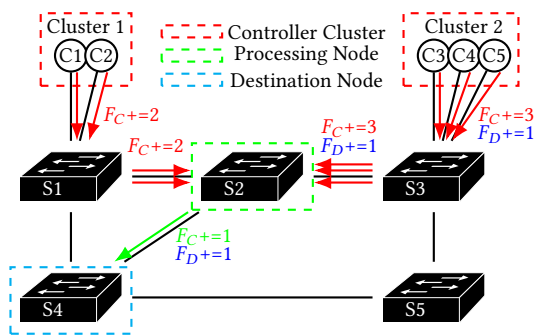 Cluster 1
C1
C2
Controller Cluster
Processing Node
Destination Node
Cluster 2
C3
C4
C5
F_C+=2
F_C+=3
F_D+=1
F_C+=2
F_C+=3
F_D+=1
S1
S2
S3
F_C+=1
F_D+=1
S4
S5